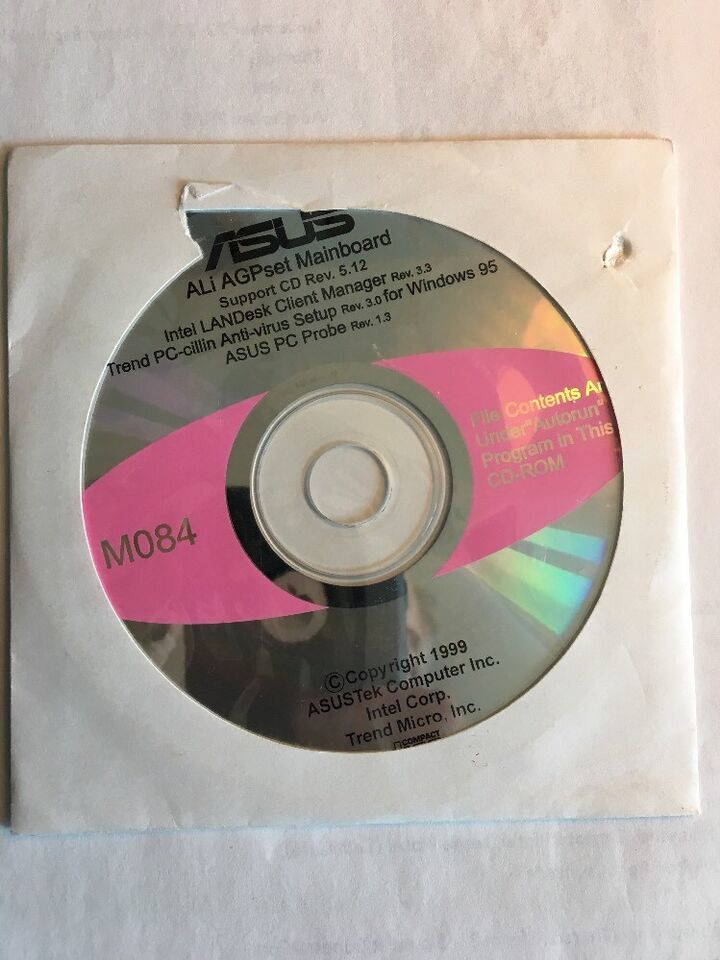 ASUS
ALi AGPset Mainboard
Support CD Rev. 5.12
Intel LANDesk Client Manager Rev. 3.3
Trend PC-cillin Anti-virus Setup Rev. 3.0 for Windows 95
ASUS PC Probe Rev. 1.3
File Contents Ar
Under"Autorun"
Program in This
CD-ROM
M084
©Copyright 1999
ASUSTek Computer Inc.
Intel Corp.
Trend Micro, Inc.
COMPACT